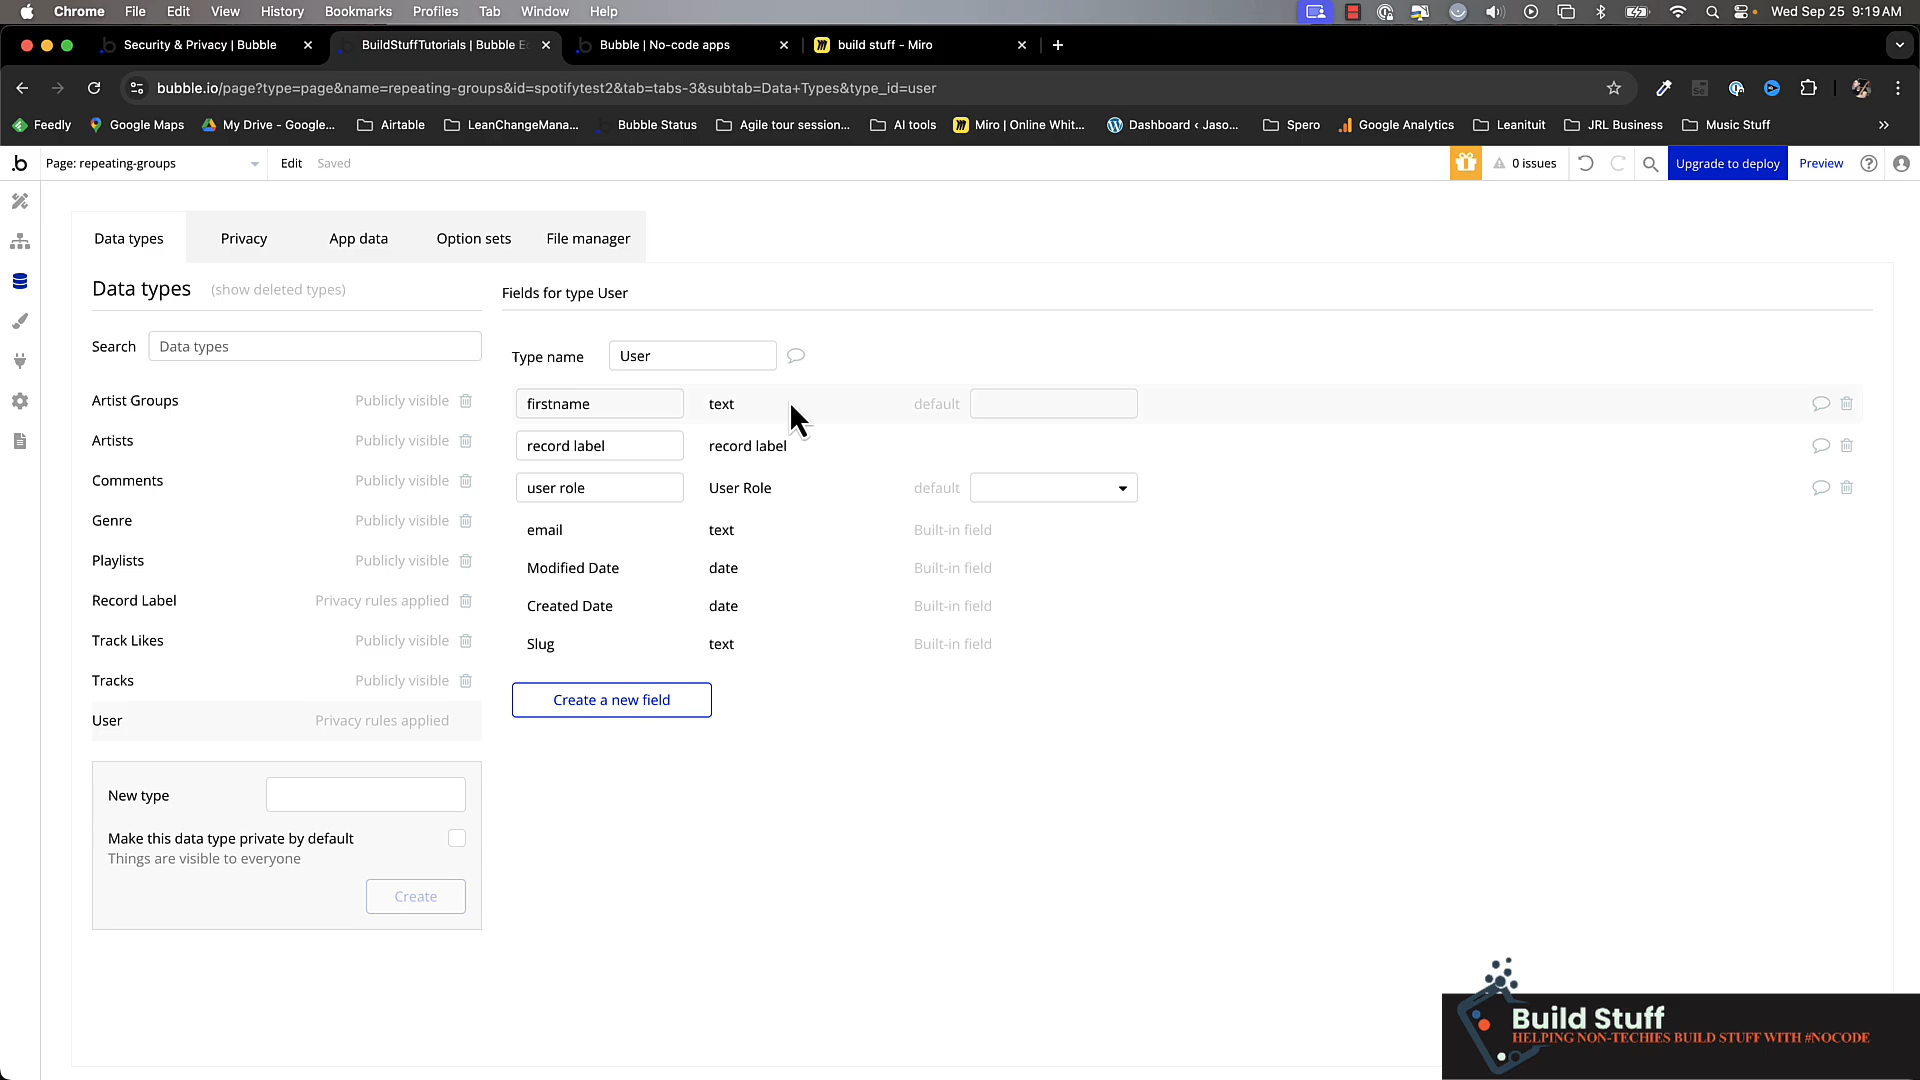 Chrome File Edit View History Bookmarks Profiles Tab Window Help Wed Sep 25 9:19 AM
Security & Privacy | Bubble BuildStuffTutorials | Bubble E Bubble | No-code apps build stuff - Miro
bubble.io/page?type=page&name=repeating-groups&id=spotifytest2&tab=tabs-3&subtab=Data+Types&type_id=user
Feedly Google Maps My Drive - Google... Airtable LeanChangeMana... Bubble Status Agile tour session... AI tools Miro | Online Whit... Dashboard ‹ Jaso... Spero Google Analytics Leanituit JRL Business Music Stuff »
.b Page: repeating-groups Edit Saved 0 issues Upgrade to deploy Preview
Data types Privacy App data Option sets File manager
Data types (show deleted types)
Search Data types
Artist Groups Publicly visible
Artists Publicly visible
Comments Publicly visible
Genre Publicly visible
Playlists Publicly visible
Record Label Privacy rules applied
Track Likes Publicly visible
Tracks Publicly visible
User Privacy rules applied
New type
Make this data type private by default
Things are visible to everyone
Create
Fields for type User
Type name User
firstname text default
record label record label
user role User Role default
email text Built-in field
Modified Date date Built-in field
Created Date date Built-in field
Slug text Built-in field
Create a new field
Build Stuff
HELPING NON-TECHIES BUILD STUFF WITH #NOCODE